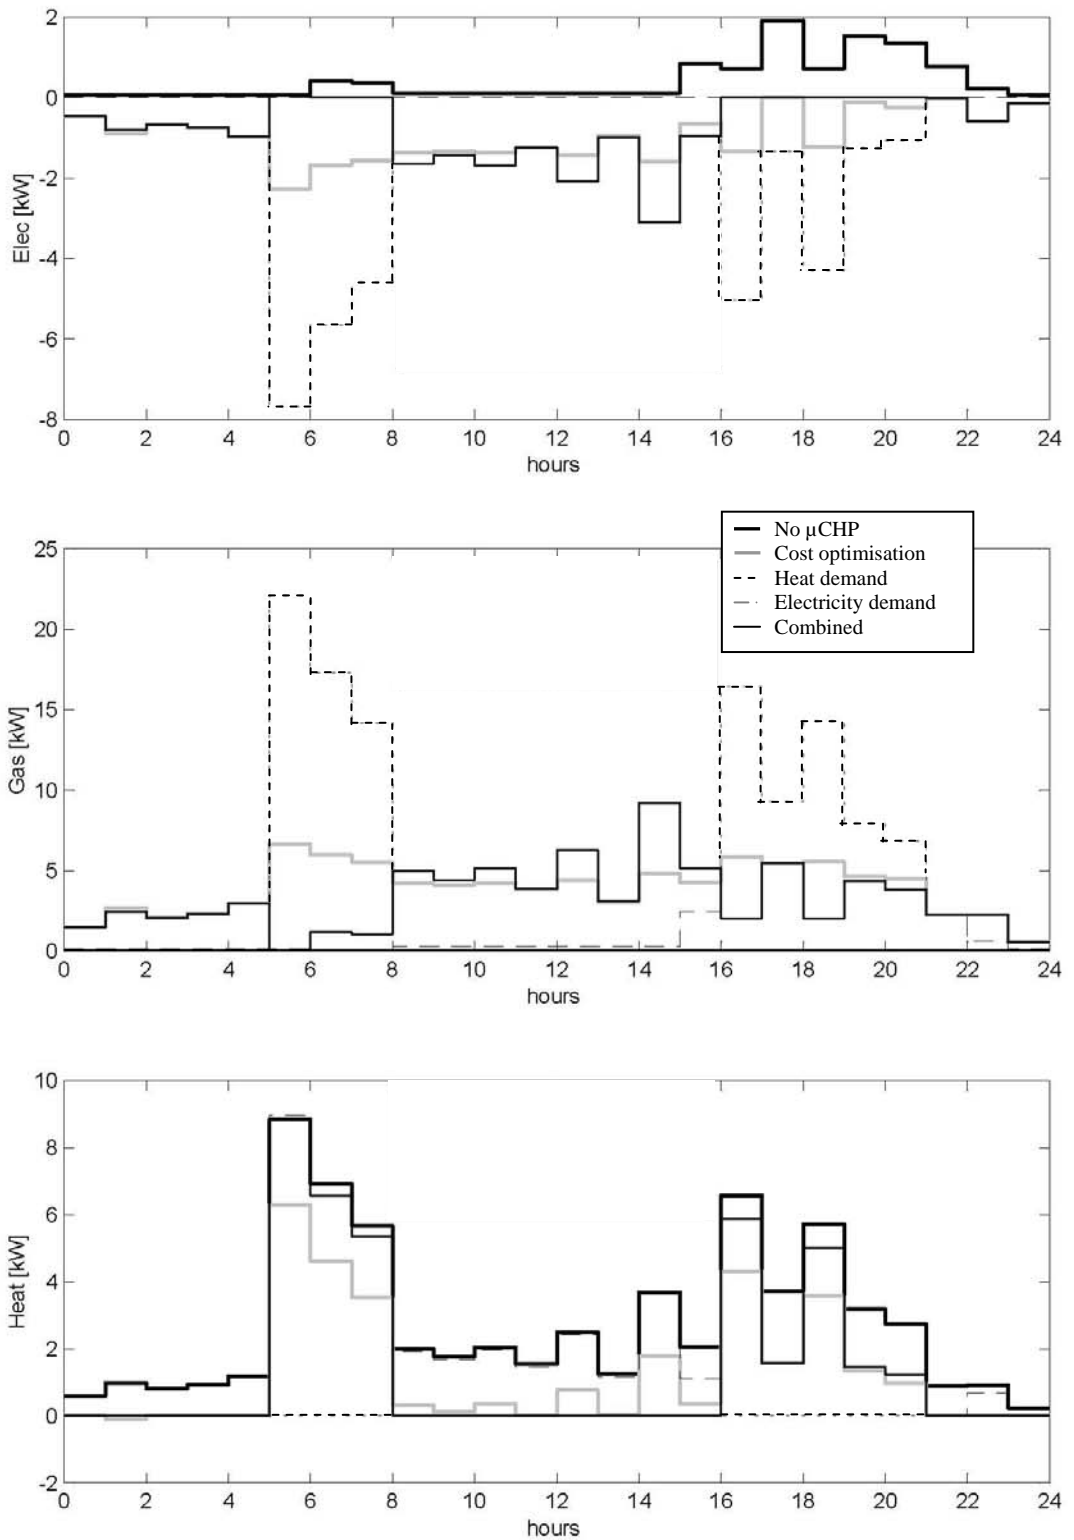 2
0
-2
-4
-6
-8
Elec [kW]
0 2 4 6 8 10 12 14 16 18 20 22 24
hours
No µCHP
Cost optimisation
Heat demand
Electricity demand
Combined
25
20
15
10
5
0
Gas [kW]
0 2 4 6 8 10 12 14 16 18 20 22 24
hours
10
8
6
4
2
0
-2
Heat [kW]
0 2 4 6 8 10 12 14 16 18 20 22 24
hours